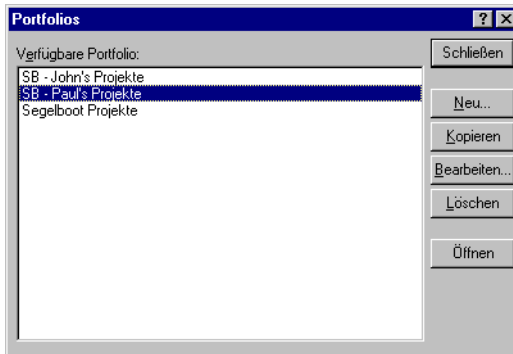 Portfolios
Verfügbare Portfolio:
SB - John's Projekte
SB - Paul's Projekte
Segelboot Projekte
Schließen
Neu...
Kopieren
Bearbeiten...
Löschen
Öffnen